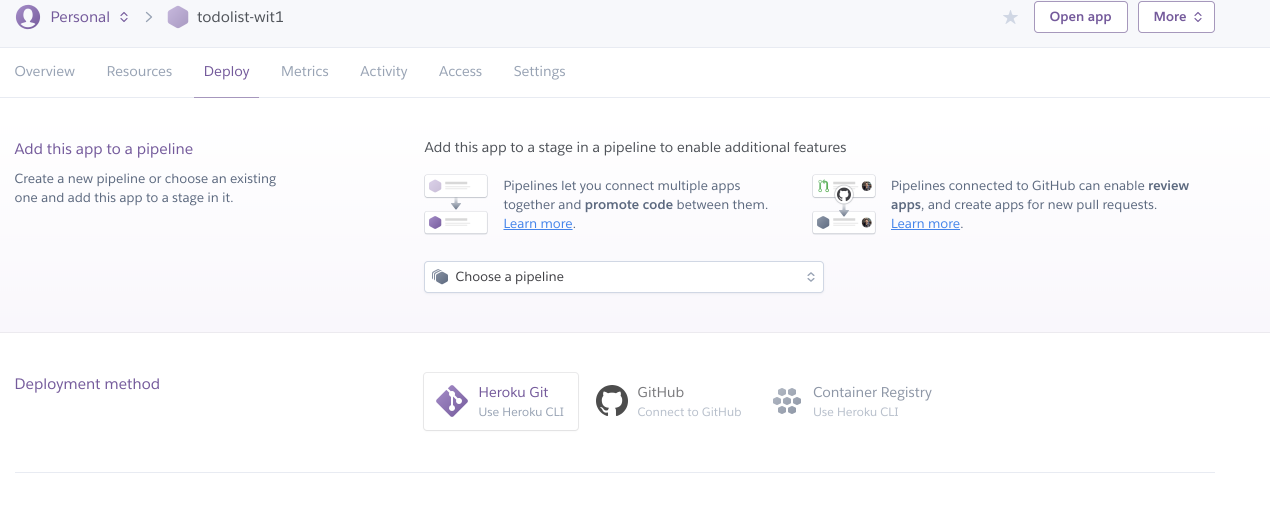 Personal
todolist-wit1
Open app
More
Overview Resources Deploy Metrics Activity Access Settings
Add this app to a pipeline
Create a new pipeline or choose an existing
one and add this app to a stage in it.
Add this app to a stage in a pipeline to enable additional features
Pipelines let you connect multiple apps
together and promote code between them.
Learn more.
Pipelines connected to GitHub can enable review
apps, and create apps for new pull requests.
Learn more.
Choose a pipeline
Deployment method
Heroku Git
Use Heroku CLI
GitHub
Connect to GitHub
Container Registry
Use Heroku CLI